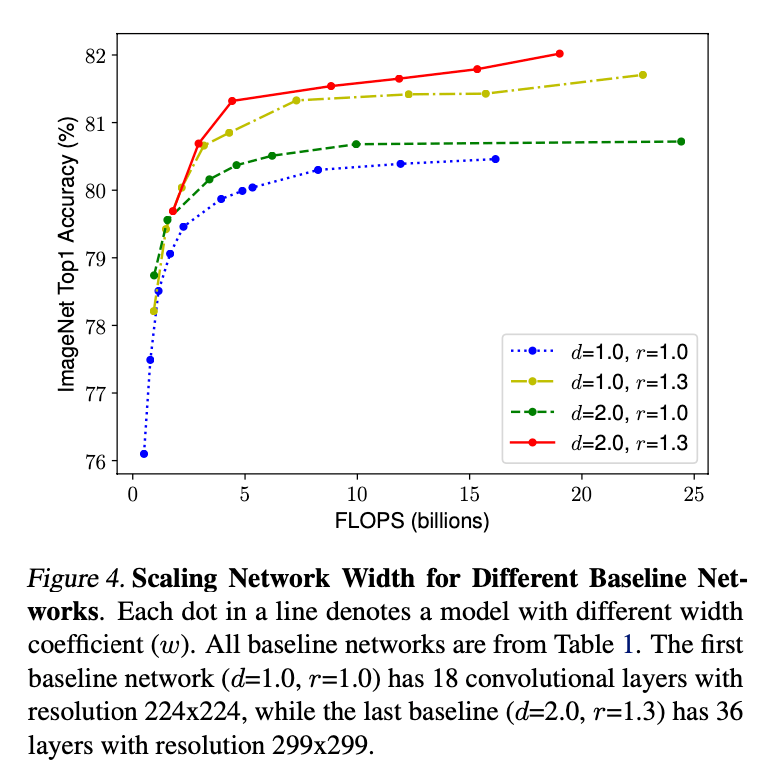 82
81
80
79
78
77
76
ImageNet Top1 Accuracy (%)
d=1.0, r=1.0
d=1.0, r=1.3
d=2.0, r=1.0
d=2.0, r=1.3
0 5 10 15 20 25
FLOPS (billions)
Figure 4. Scaling Network Width for Different Baseline Net-
works. Each dot in a line denotes a model with different width
coefficient (w). All baseline networks are from Table 1. The first
baseline network (d=1.0, r=1.0) has 18 convolutional layers with
resolution 224x224, while the last baseline (d=2.0, r=1.3) has 36
layers with resolution 299x299.